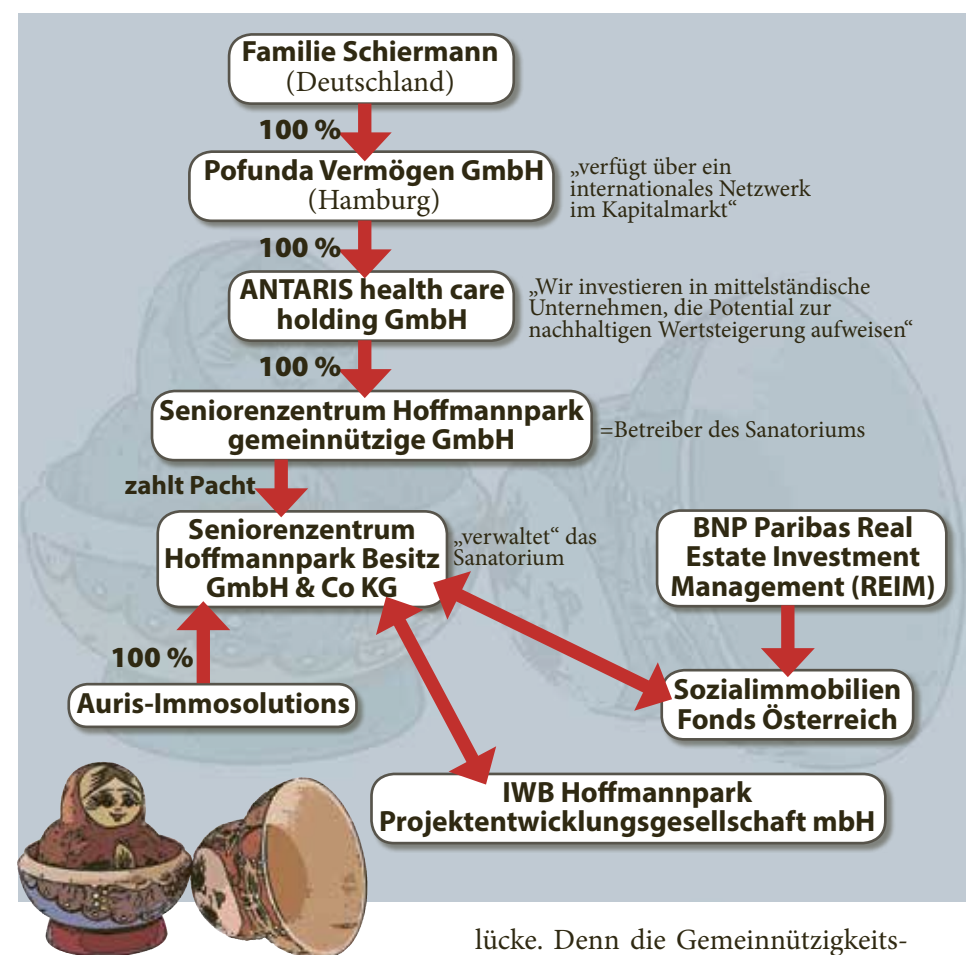 Familie Schiermann
(Deutschland)
100 %
Pofunda Vermögen GmbH
(Hamburg)
„verfügt über ein
internationales Netzwerk
im Kapitalmarkt“
100 %
ANTARIS health care
holding GmbH
„Wir investieren in mittelständische
Unternehmen, die Potential zur
nachhaltigen Wertsteigerung aufweisen“
100 %
Seniorenzentrum Hoffmannpark
gemeinnützige GmbH
=Betreiber des Sanatoriums
zahlt Pacht
Seniorenzentrum
Hoffmannpark Besitz
GmbH & Co KG
„verwaltet“ das
Sanatorium
BNP Paribas Real
Estate Investment
Management (REIM)
100 %
Auris-Immosolutions
Sozialimmobilien
Fonds Österreich
IWB Hoffmannpark
Projektentwicklungsgesellschaft mbH
lücke. Denn die Gemeinnützigkeits-